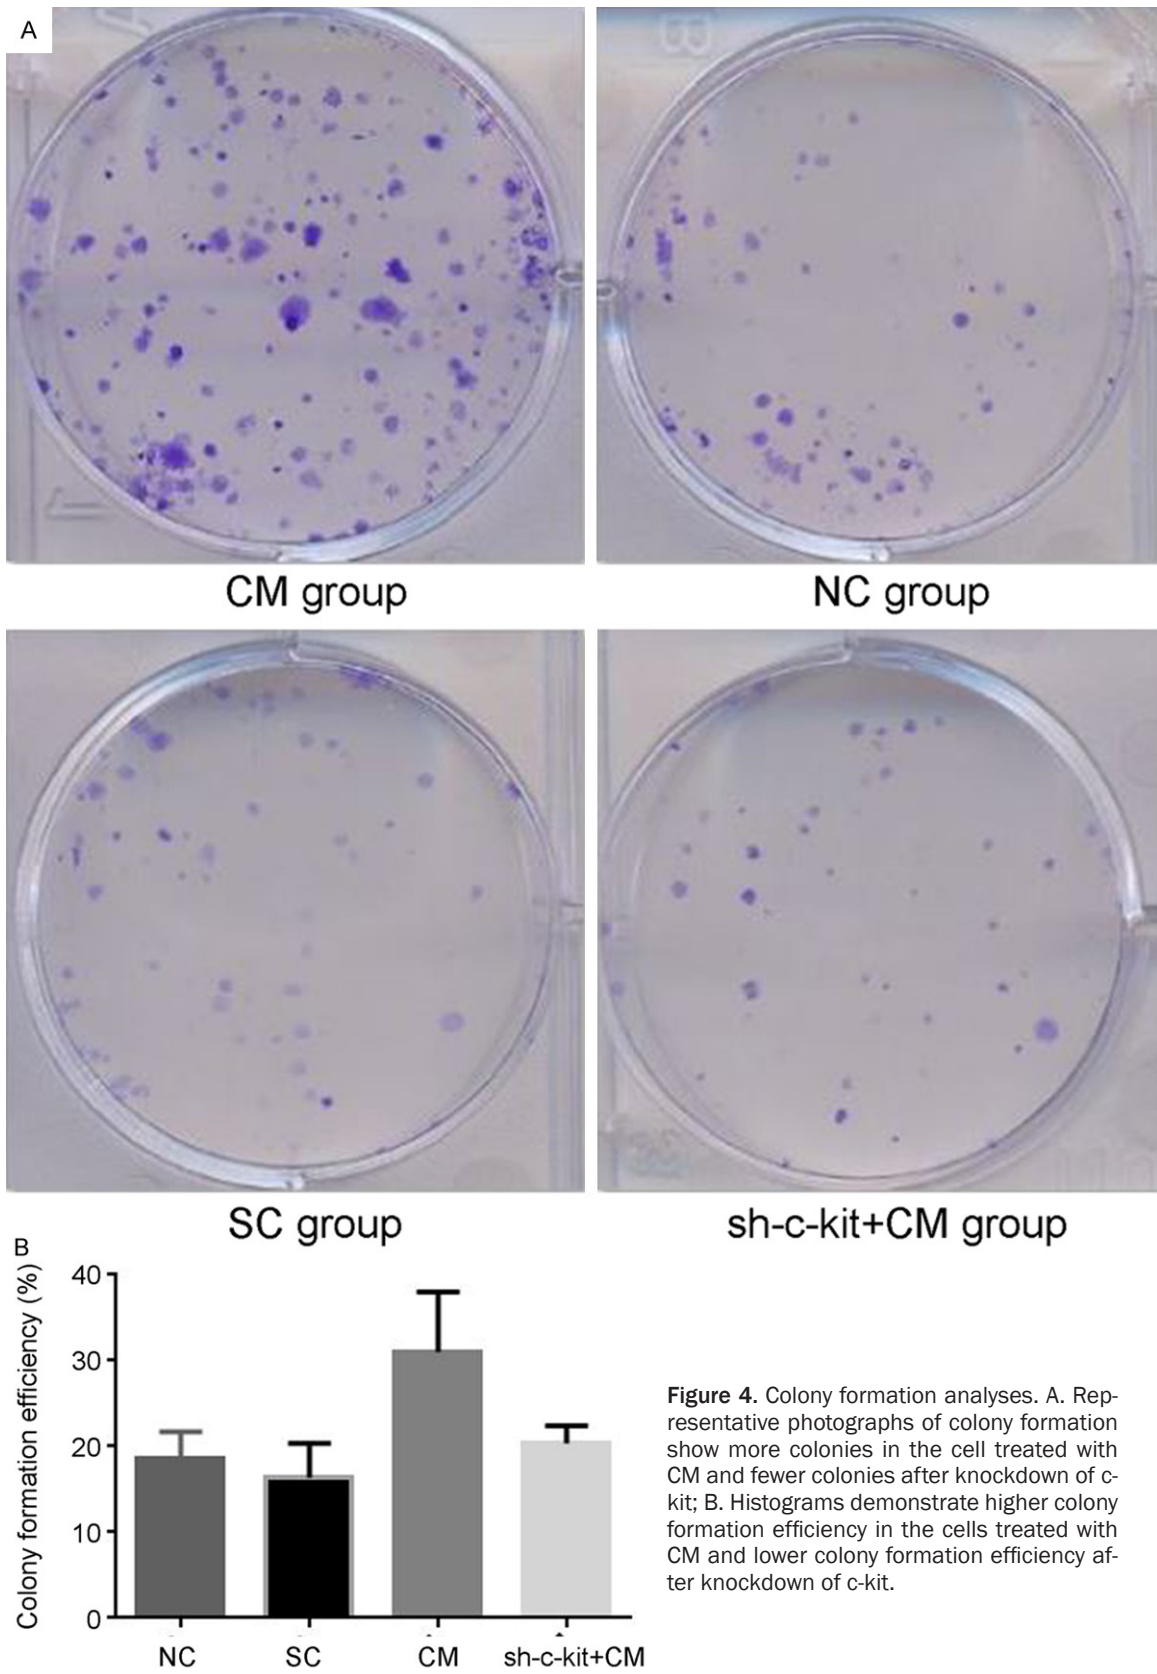 A
B
CM group
NC group
SC group
sh-c-kit+CM group
B
Colony formation efficiency (%)
40
30
20
10
0
NC
SC
CM
sh-c-kit+CM
Figure 4. Colony formation analyses. A. Rep-
resentative photographs of colony formation
show more colonies in the cell treated with
CM and fewer colonies after knockdown of c-
kit; B. Histograms demonstrate higher colony
formation efficiency in the cells treated with
CM and lower colony formation efficiency af-
ter knockdown of c-kit.